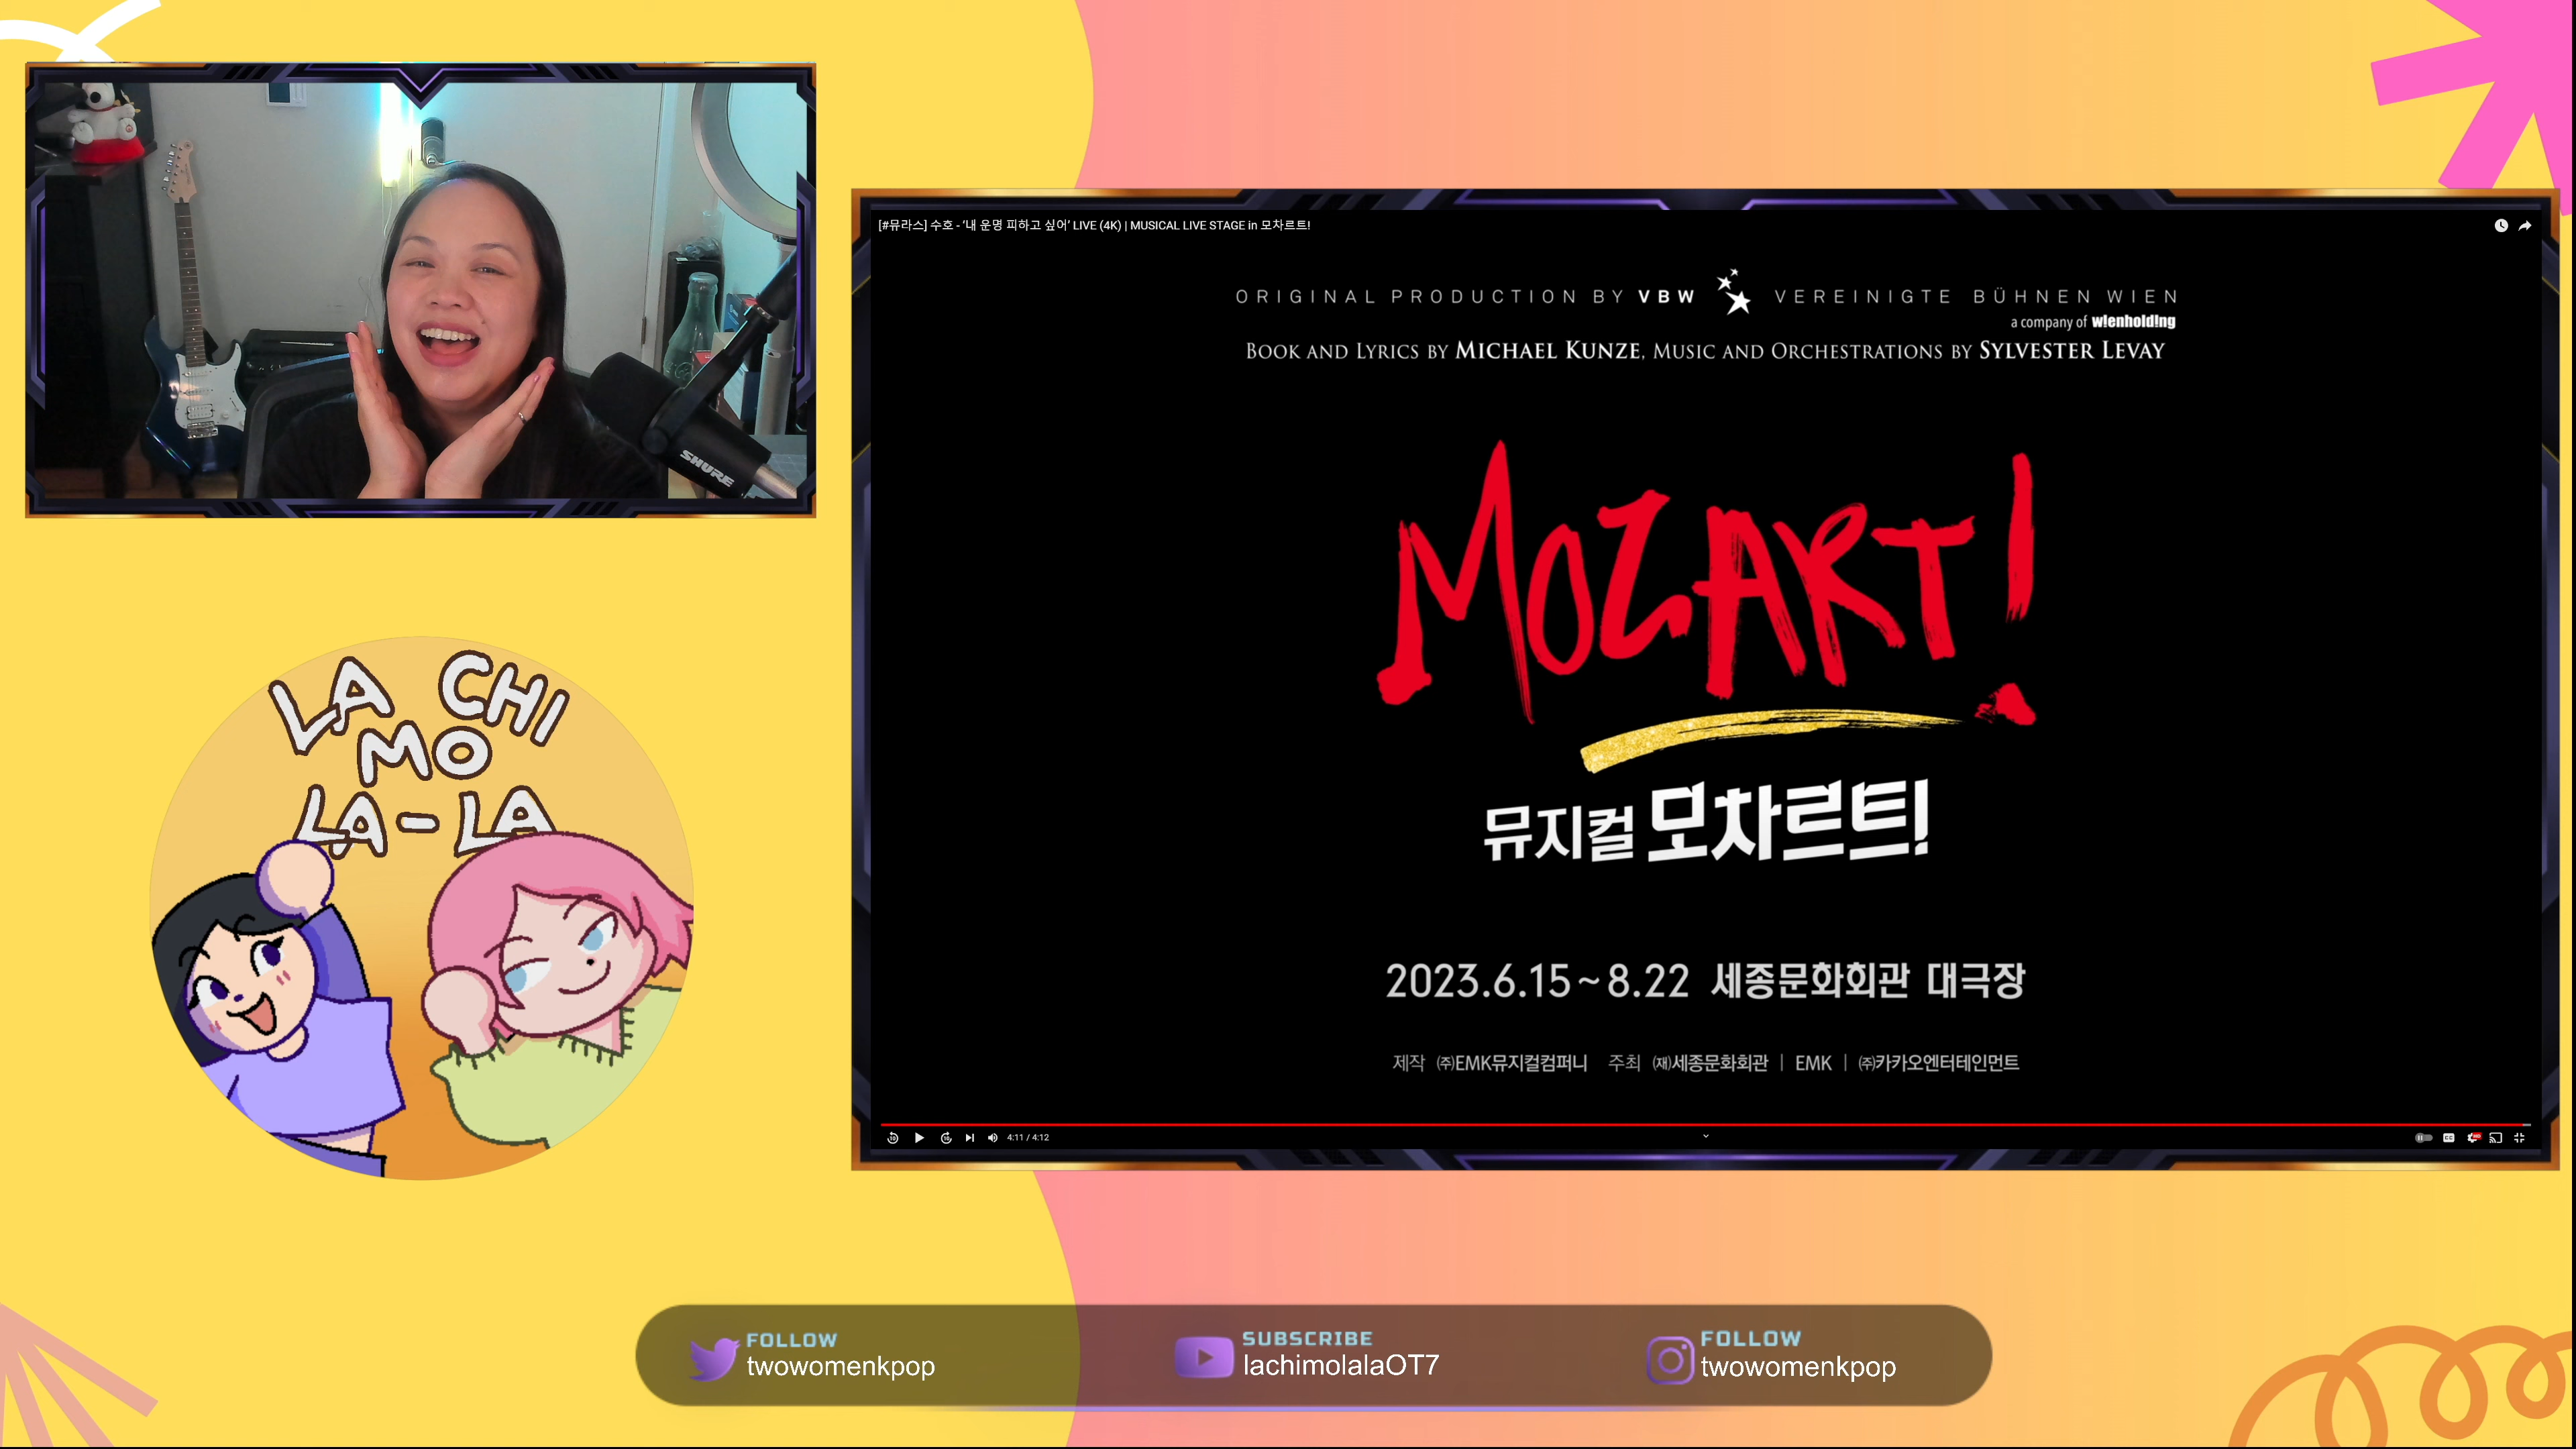 [#뮤라스] 수호 - '내 운명 피하고 싶어' LIVE (4K) | MUSICAL LIVE STAGE in 모차르트!
ORIGINAL PRODUCTION BY VBW VEREINIGTE BÜHNEN WIEN
a company of w!enhold!ng
BOOK AND LYRICS BY MICHAEL KUNZE, MUSIC AND ORCHESTRATIONS BY SYLVESTER LEVAY
MOZART!
뮤지컬 모차르트!
2023.6.15~8.22 세종문화회관 대극장
제작 ㈜EMK뮤지컬컴퍼니 주최 (재)세종문화회관 | EMK | ㈜카카오엔터테인먼트
4:11 / 4:12
SHURE
LA CHI
MO
LA-LA
FOLLOW
twowomenkpop
SUBSCRIBE
lachimolalaOT7
FOLLOW
twowomenkpop